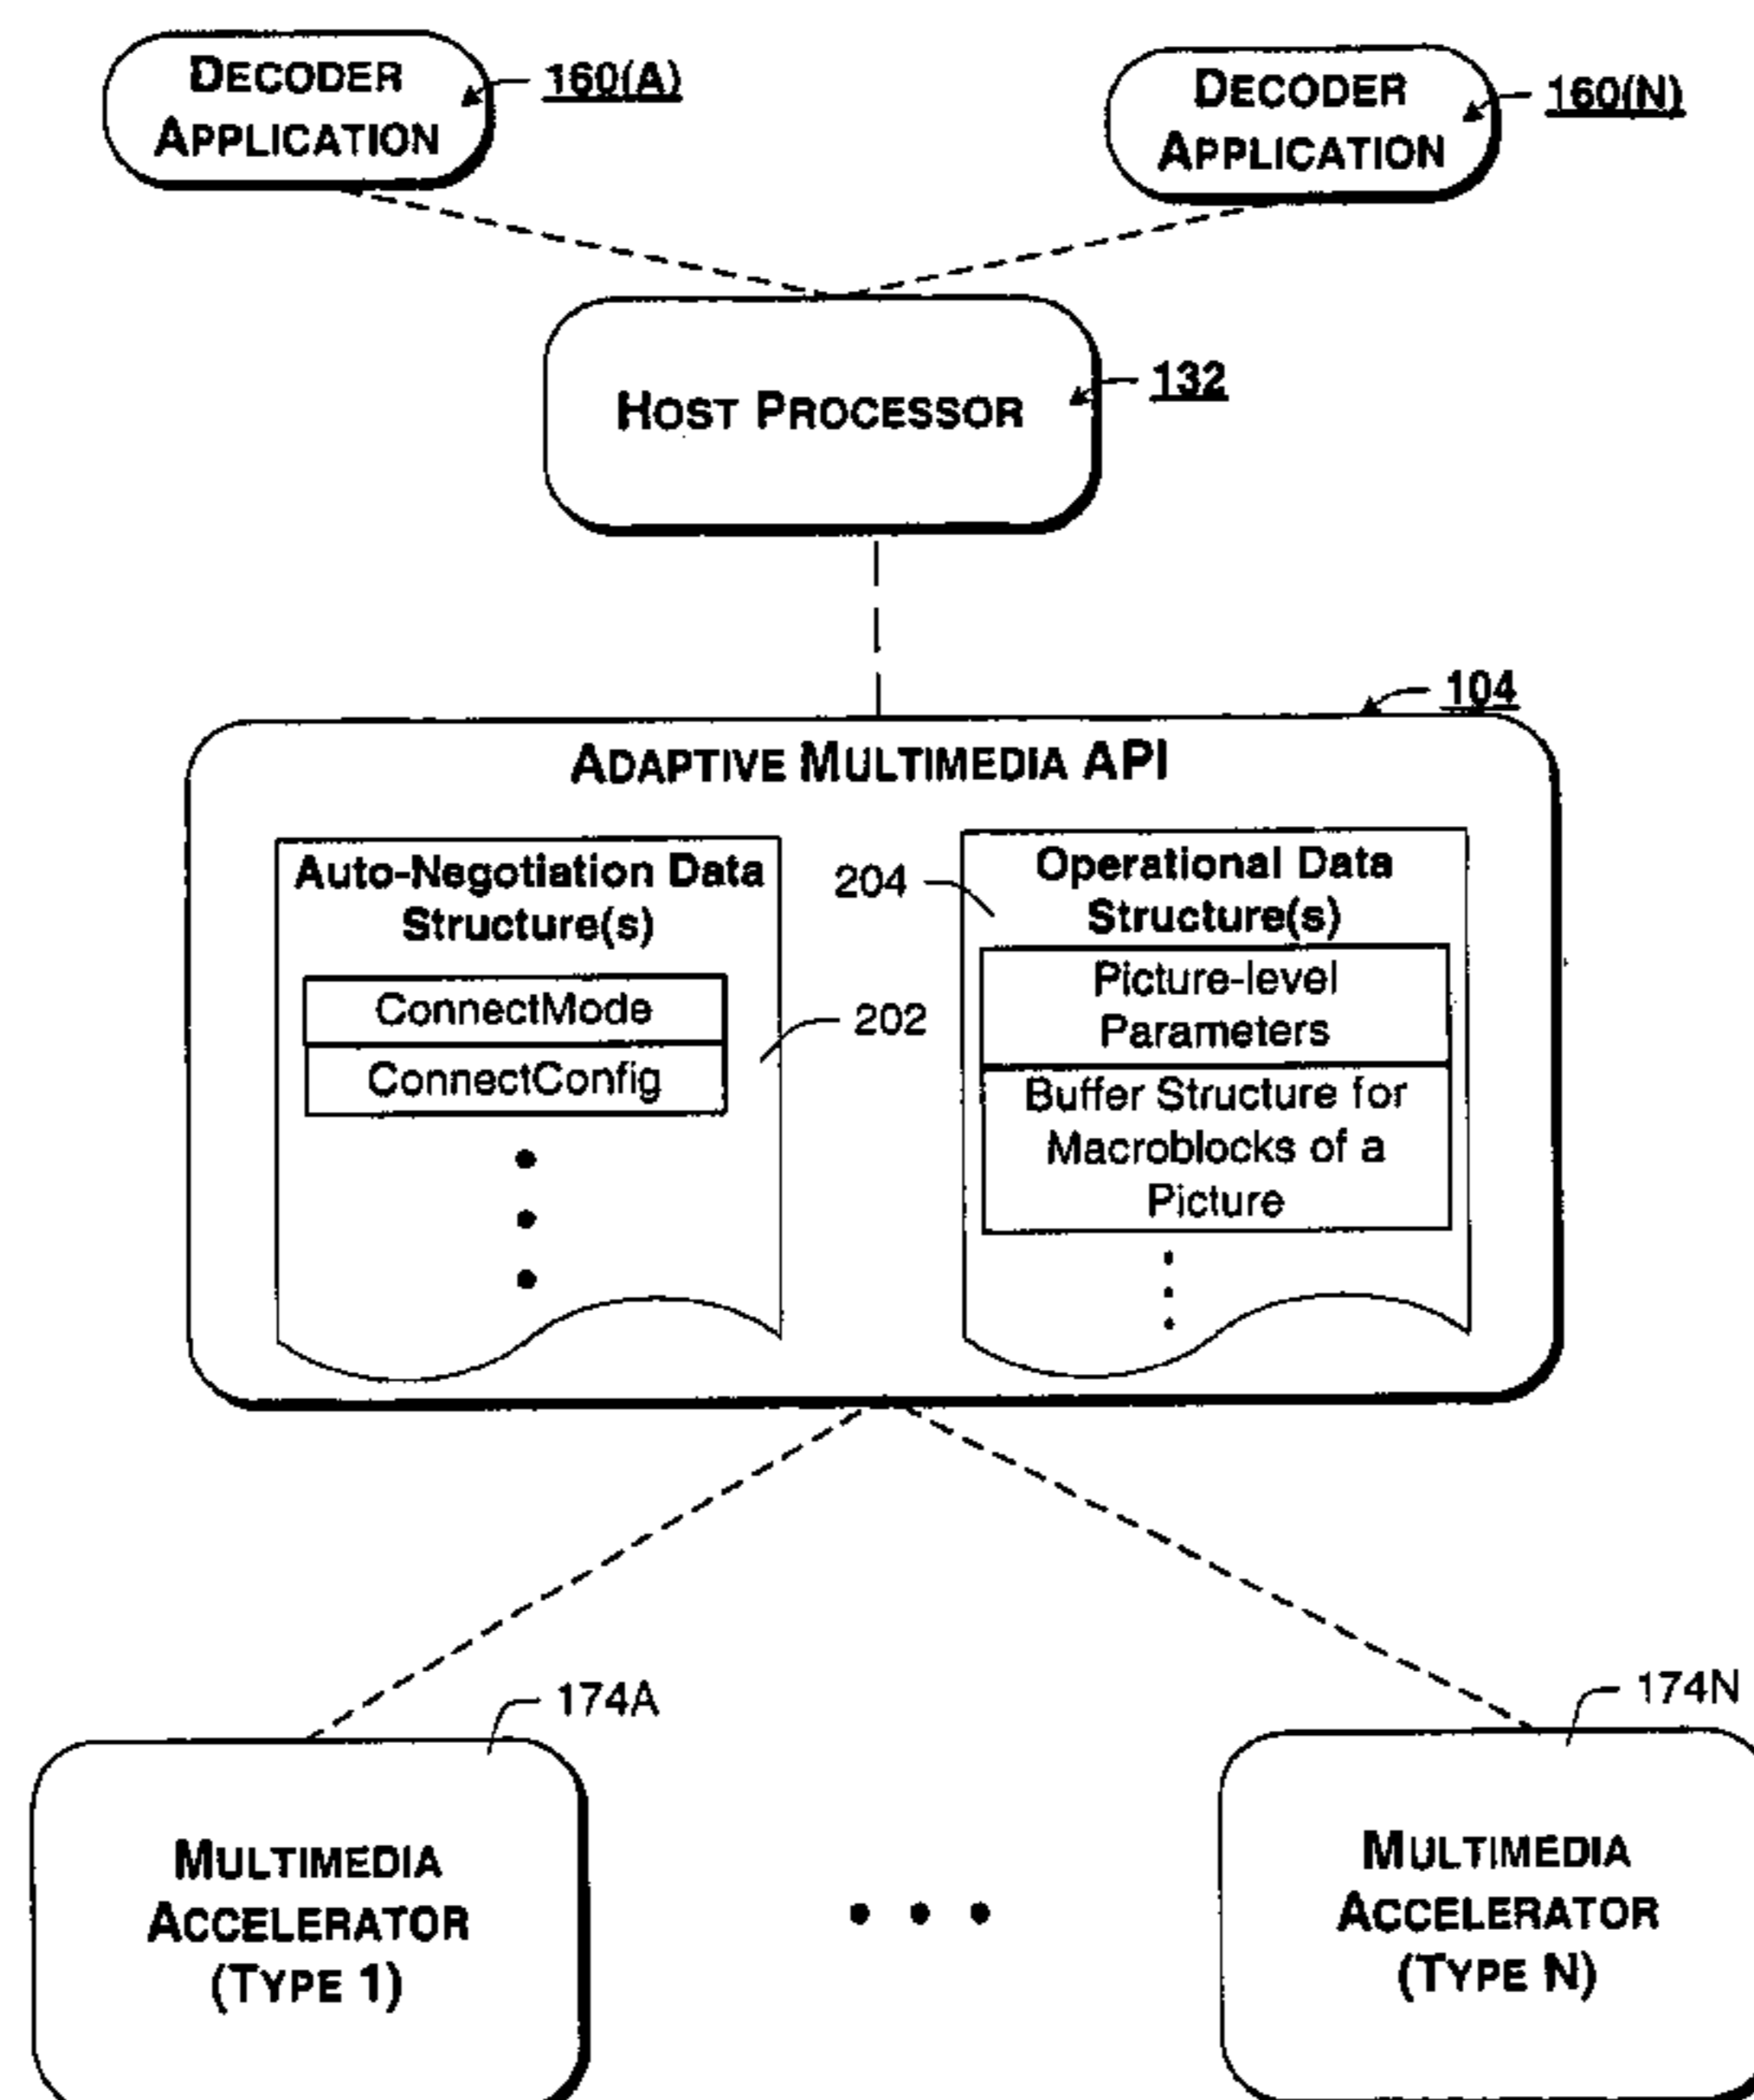 DECODER
APPLICATION
160(A)
DECODER
APPLICATION
160(N)
HOST PROCESSOR
132
104
ADAPTIVE MULTIMEDIA API
Auto-Negotiation Data
Structure(s)
ConnectMode
ConnectConfig
202
204
Operational Data
Structure(s)
Picture-level
Parameters
Buffer Structure for
Macroblocks of a
Picture
174A
MULTIMEDIA
ACCELERATOR
(TYPE 1)
174N
MULTIMEDIA
ACCELERATOR
(TYPE N)